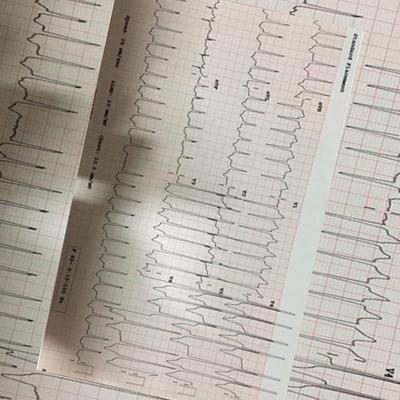 Standard Placement
aVR
V1
V4
aVL
V2
V5
aVF
V3
V6
Speed: 25 mm/sec Limb: 10 mm/mV Chest: 10.0 mm/mV
F 60~ 0.15-100 Hz
V4